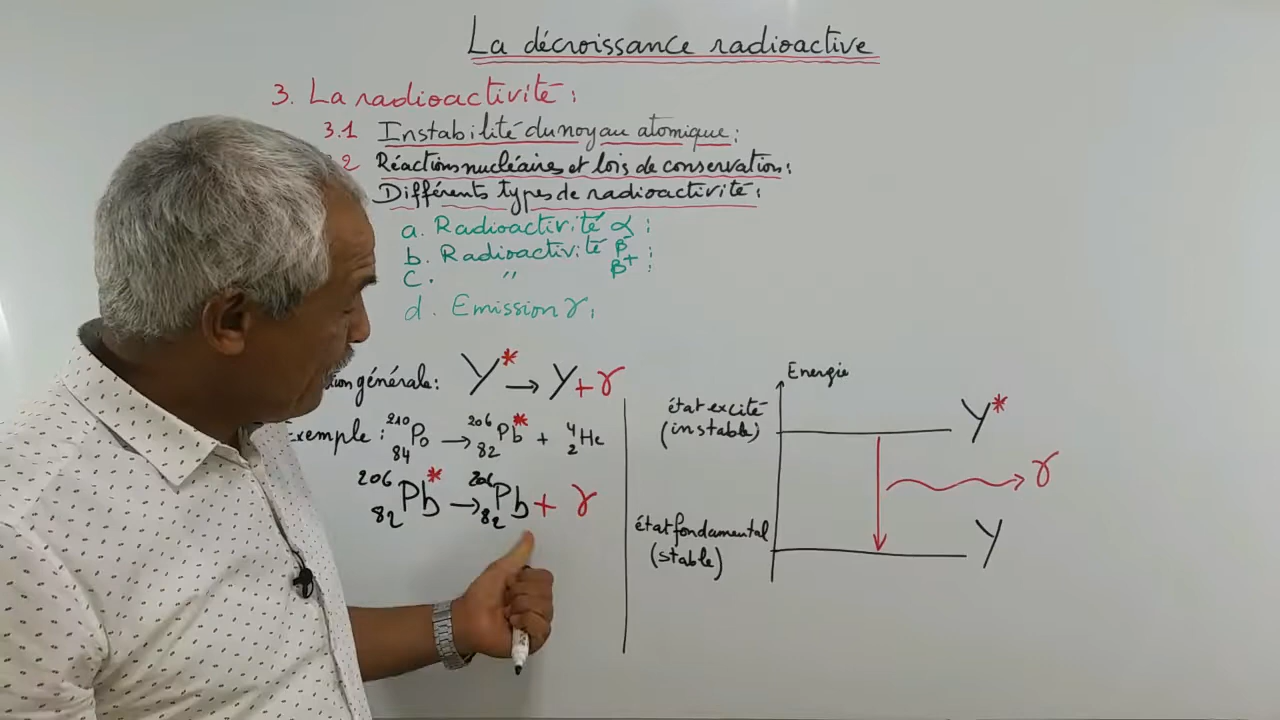 La décroissance radioactive
3. La radioactivité :
3.1 Instabilité du noyau atomique :
2 Réactions nucléaires et lois de conservation :
Différents types de radioactivité :
a. Radioactivité α :
b. Radioactivité β⁻ :
c. " β⁺ :
d. Emission γ :
générale : Y* → Y + γ
exemple : ²¹⁰₈₄Po → ²⁰⁶₈₂Pb* + ⁴₂He
²⁰⁶₈₂Pb* → ²⁰⁶₈₂Pb + γ
Energie
état excité
(instable)
Y*
γ
état fondamental
(stable)
Y